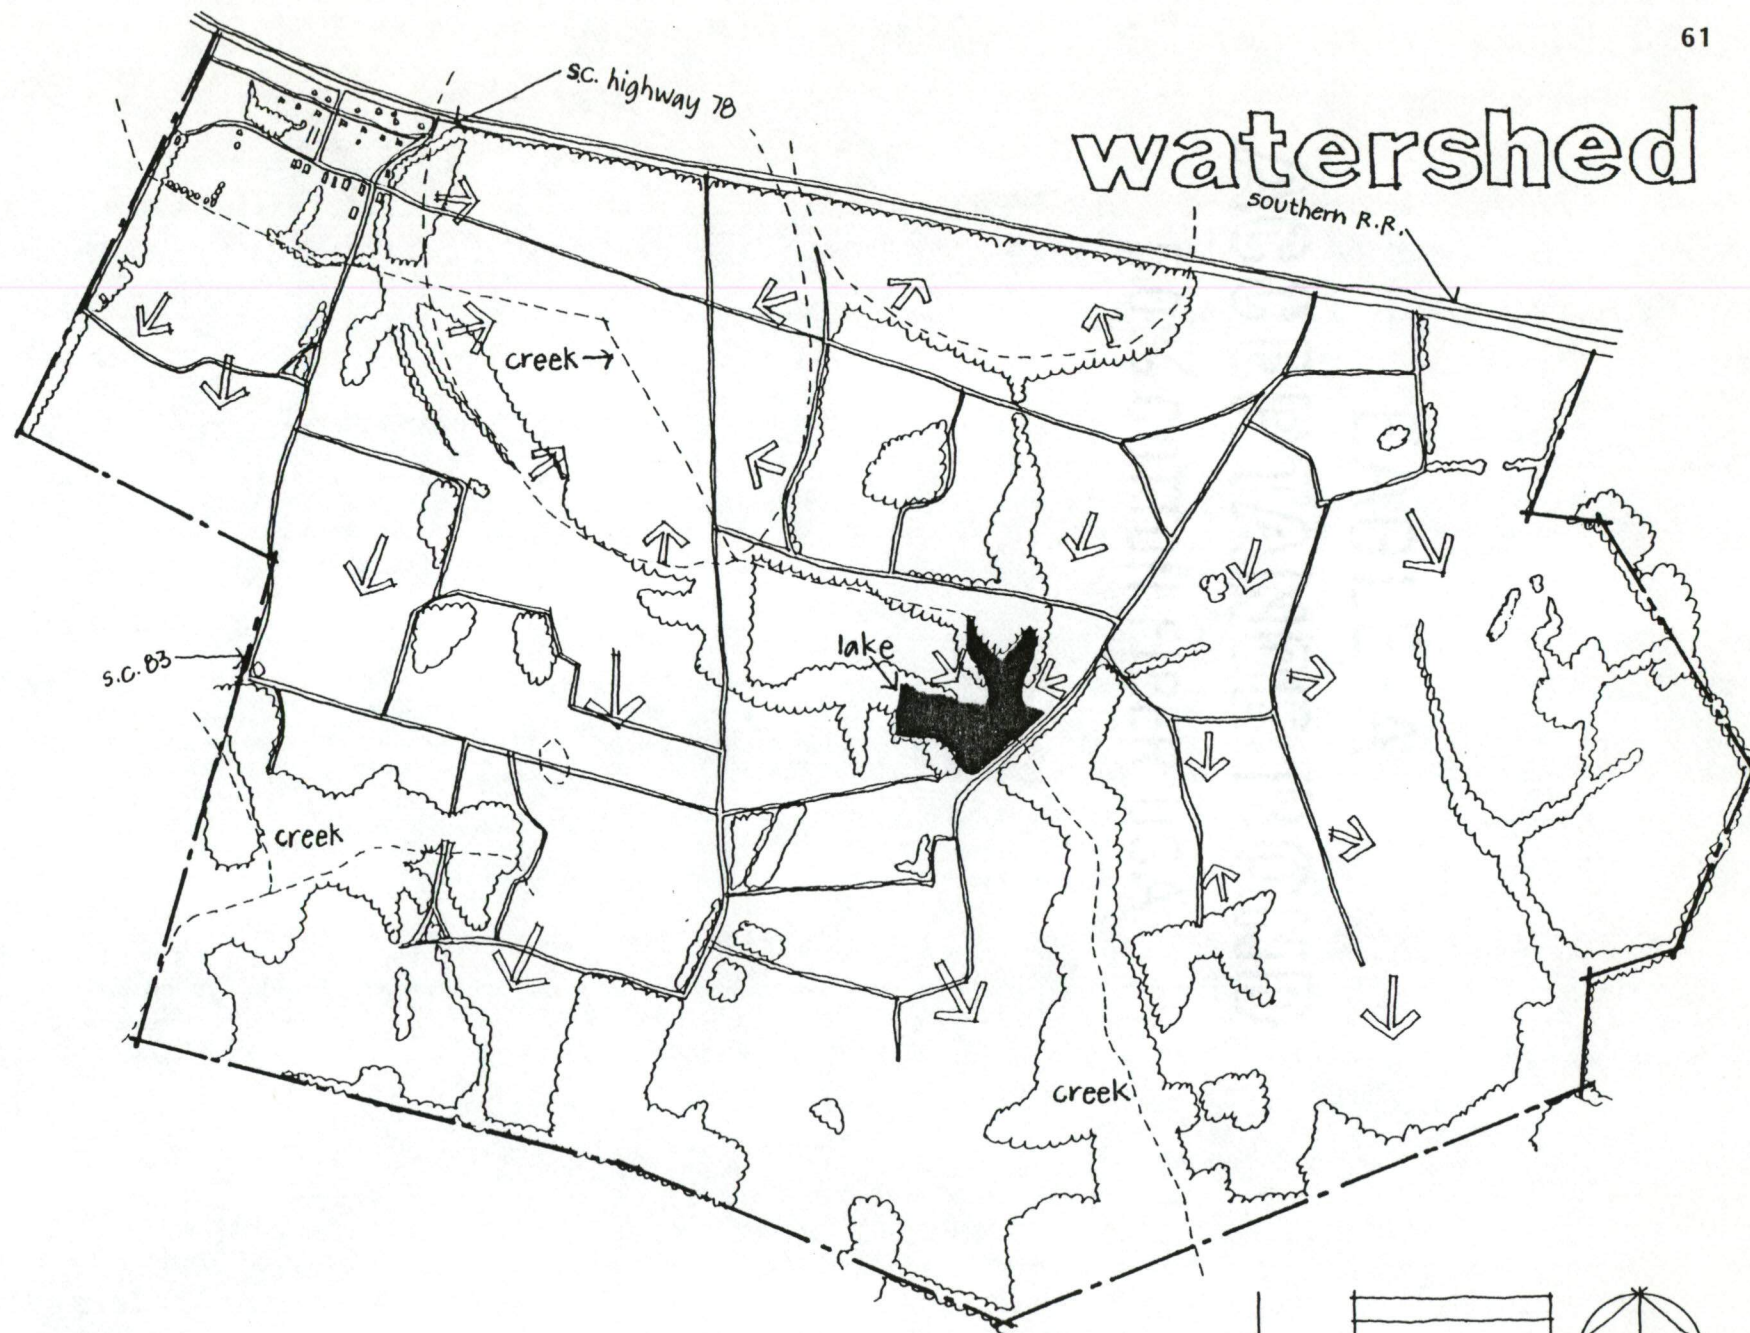 61
s.c. highway 78
watershed
southern R.R.
creek
lake
s.c. 83
creek
creek